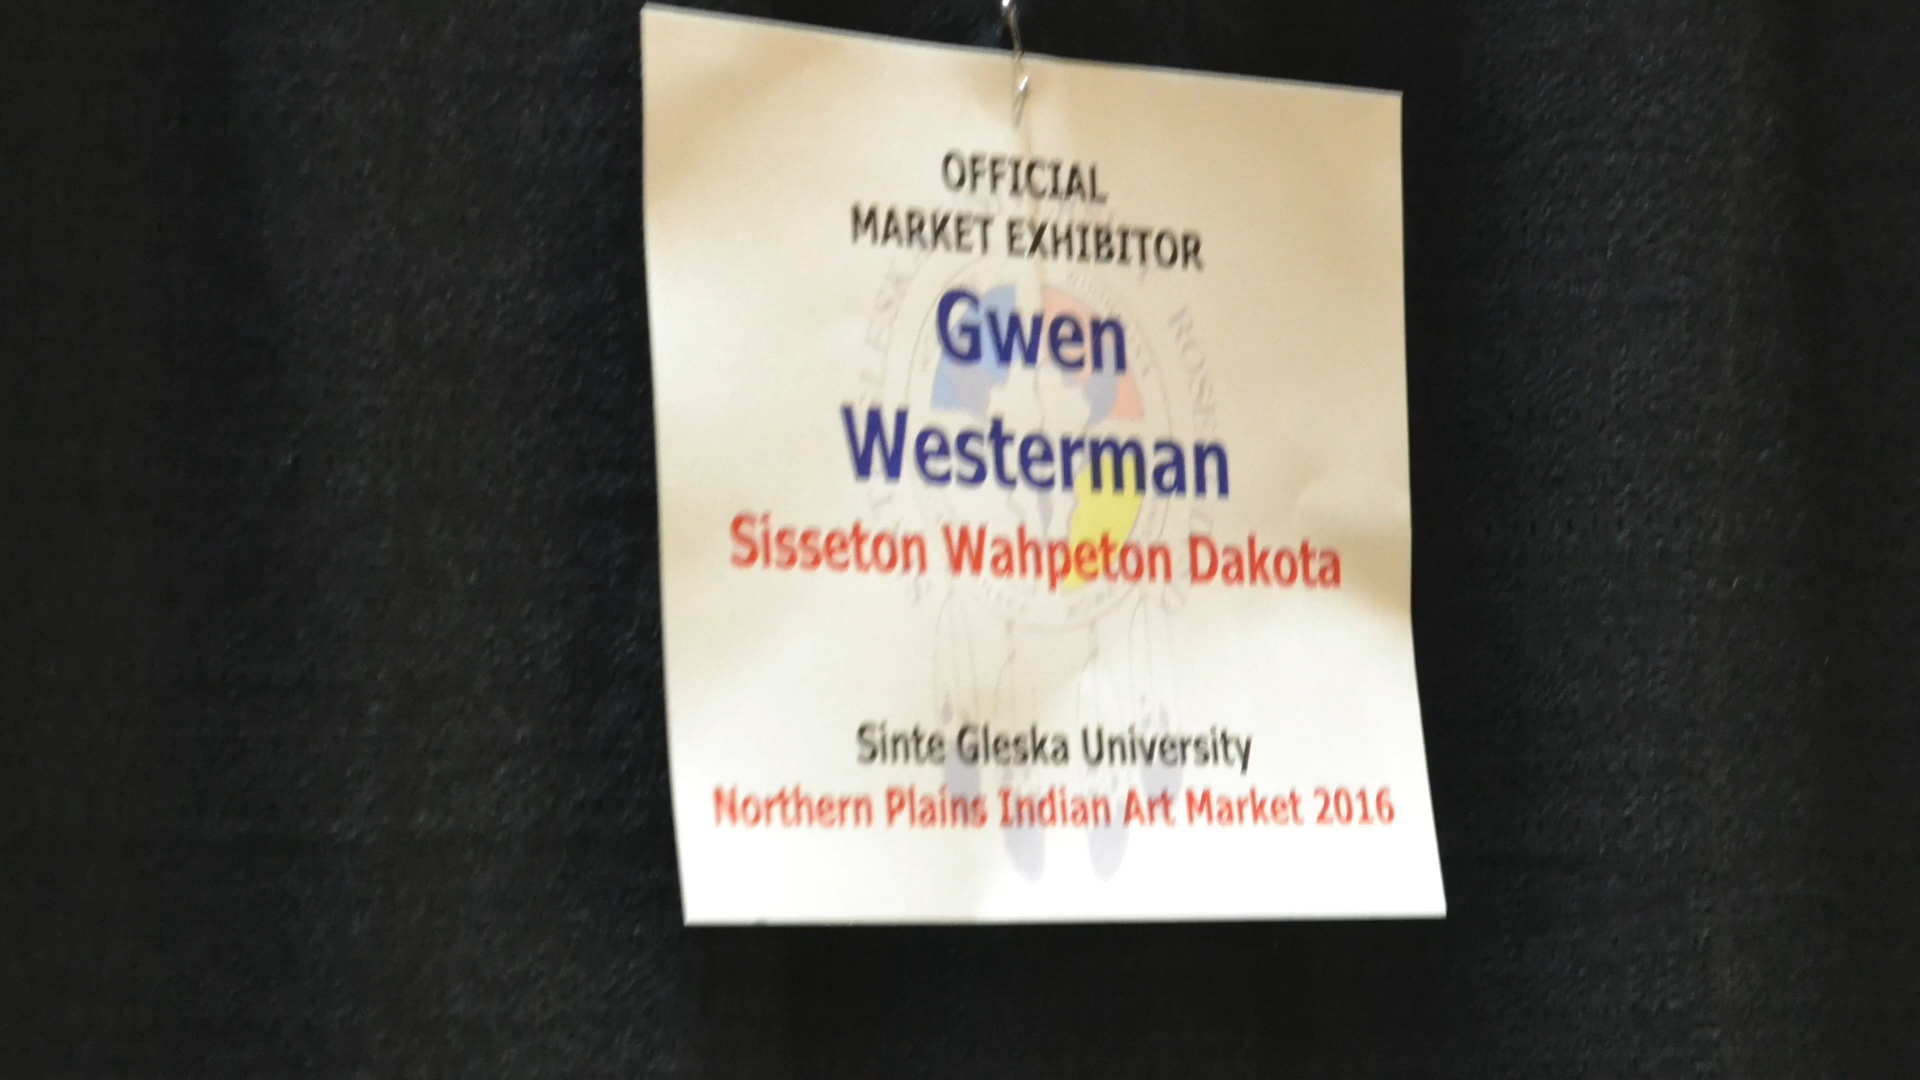 OFFICIAL
MARKET EXHIBITOR
Gwen
Westerman
Sisseton Wahpeton Dakota
Sinte Gleska University
Northern Plains Indian Art Market 2016